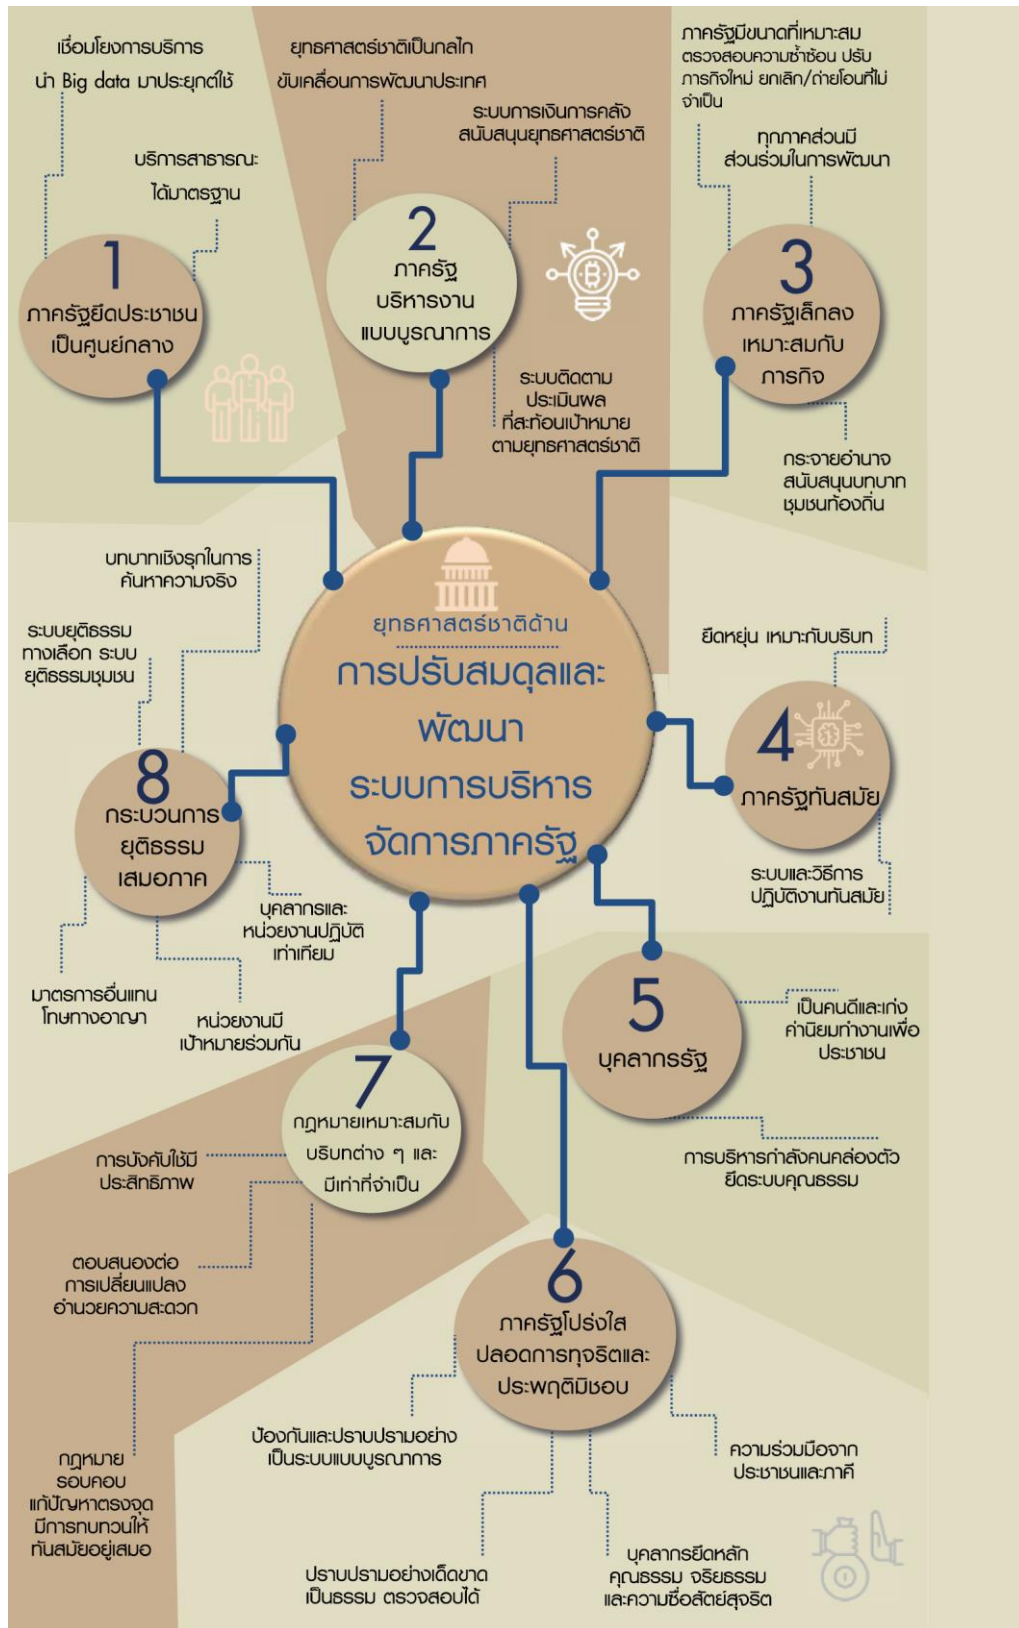 เชื่อมโยงการบริการ
นำ Big data มาประยุกต์ใช้
บริการสาธารณะ
ได้มาตรฐาน
1
ภาครัฐยึดประชาชน
เป็นศูนย์กลาง
ยุทธศาสตร์ชาติเป็นกลไก
ขับเคลื่อนการพัฒนาประเทศ
ระบบการเงินการคลัง
สนับสนุนยุทธศาสตร์ชาติ
2
ภาครัฐ
บริหารงาน
แบบบูรณาการ
ระบบติดตาม
ประเมินผล
ที่สะท้อนเป้าหมาย
ตามยุทธศาสตร์ชาติ
ภาครัฐมีขนาดที่เหมาะสม
ตรวจสอบความซ้ำซ้อน ปรับ
ภารกิจใหม่ ยกเลิก/ถ่ายโอนที่ไม่
จำเป็น
ทุกภาคส่วนมี
ส่วนร่วมในการพัฒนา
3
ภาครัฐเล็กลง
เหมาะสมกับ
ภารกิจ
กระจายอำนาจ
สนับสนุนบทบาท
ชุมชนท้องถิ่น
ยุทธศาสตร์ชาติด้าน
การปรับสมดุลและ
พัฒนา
ระบบการบริหาร
จัดการภาครัฐ
ยืดหยุ่น เหมาะกับบริบท
4
ภาครัฐทันสมัย
ระบบและวิธีการ
ปฏิบัติงานทันสมัย
5
บุคลากรรัฐ
เป็นคนดีและเก่ง
ค่านิยมทำงานเพื่อ
ประชาชน
การบริหารกำลังคนคล่องตัว
ยึดระบบคุณธรรม
6
ภาครัฐโปร่งใส
ปลอดการทุจริตและ
ประพฤติมิชอบ
ป้องกันและปราบปรามอย่าง
เป็นระบบแบบบูรณาการ
ความร่วมมือจาก
ประชาชนและภาคี
ปราบปรามอย่างเด็ดขาด
เป็นธรรม ตรวจสอบได้
บุคลากรยึดหลัก
คุณธรรม จริยธรรม
และความซื่อสัตย์สุจริต
7
กฎหมายเหมาะสมกับ
บริบทต่าง ๆ และ
มีเท่าที่จำเป็น
การบังคับใช้มี
ประสิทธิภาพ
ตอบสนองต่อ
การเปลี่ยนแปลง
อำนวยความสะดวก
กฎหมาย
รอบคอบ
แก้ปัญหาตรงจุด
มีการทบทวนให้
ทันสมัยอยู่เสมอ
บทบาทเชิงรุกในการ
ค้นหาความจริง
ระบบยุติธรรม
ทางเลือก ระบบ
ยุติธรรมชุมชน
8
กระบวนการ
ยุติธรรม
เสมอภาค
บุคลากรและ
หน่วยงานปฏิบัติ
เท่าเทียม
มาตรการอื่นแทน
โทษทางอาญา
หน่วยงานมี
เป้าหมายร่วมกัน